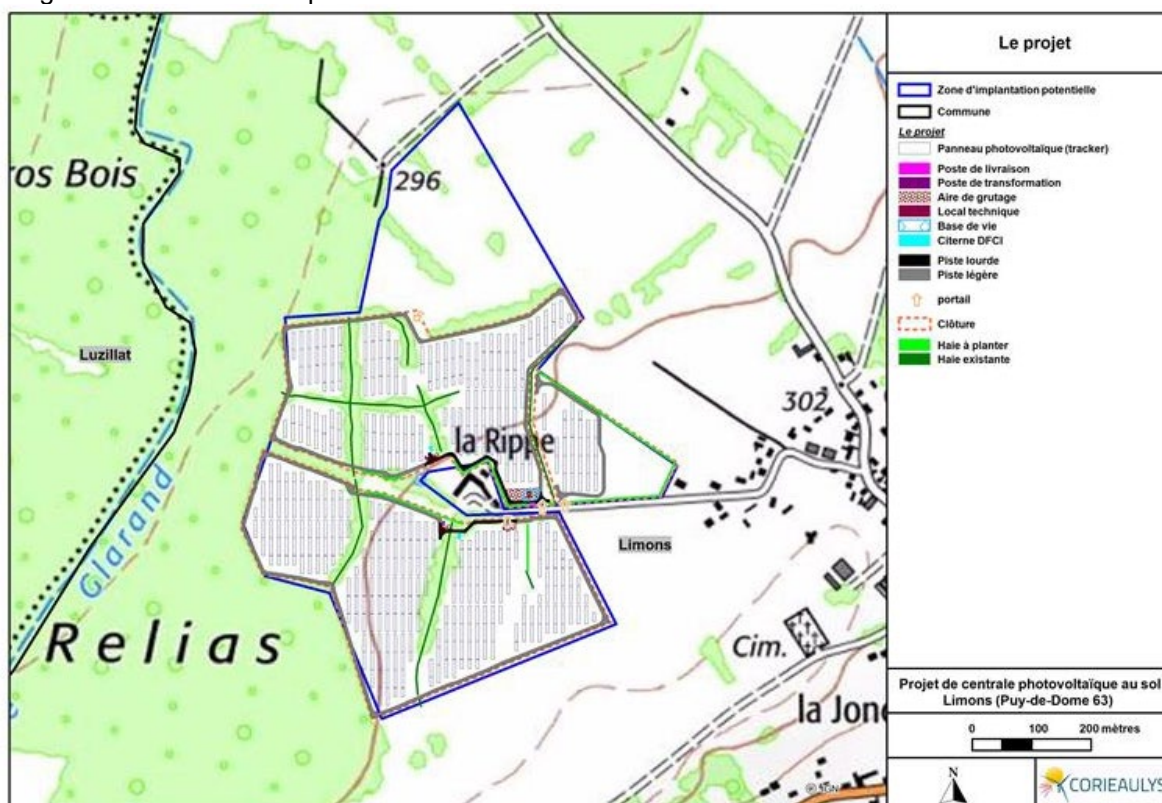 Le projet
Zone d'implantation potentielle
Commune
Le projet
Panneau photovoltaïque (tracker)
Poste de livraison
Poste de transformation
Aire de grutage
Local technique
Base de vie
Citerne DFCI
Piste lourde
Piste légère
portail
Clôture
Haie à planter
Haie existante
ros Bois
296
Luzillat
302
la Rippe
Limons
Glarand
Relias
Cim.
la Jon
IGN
Projet de centrale photovoltaïque au sol
Limons (Puy-de-Dome 63)
0 100 200 mètres
N
CORIEAULYS